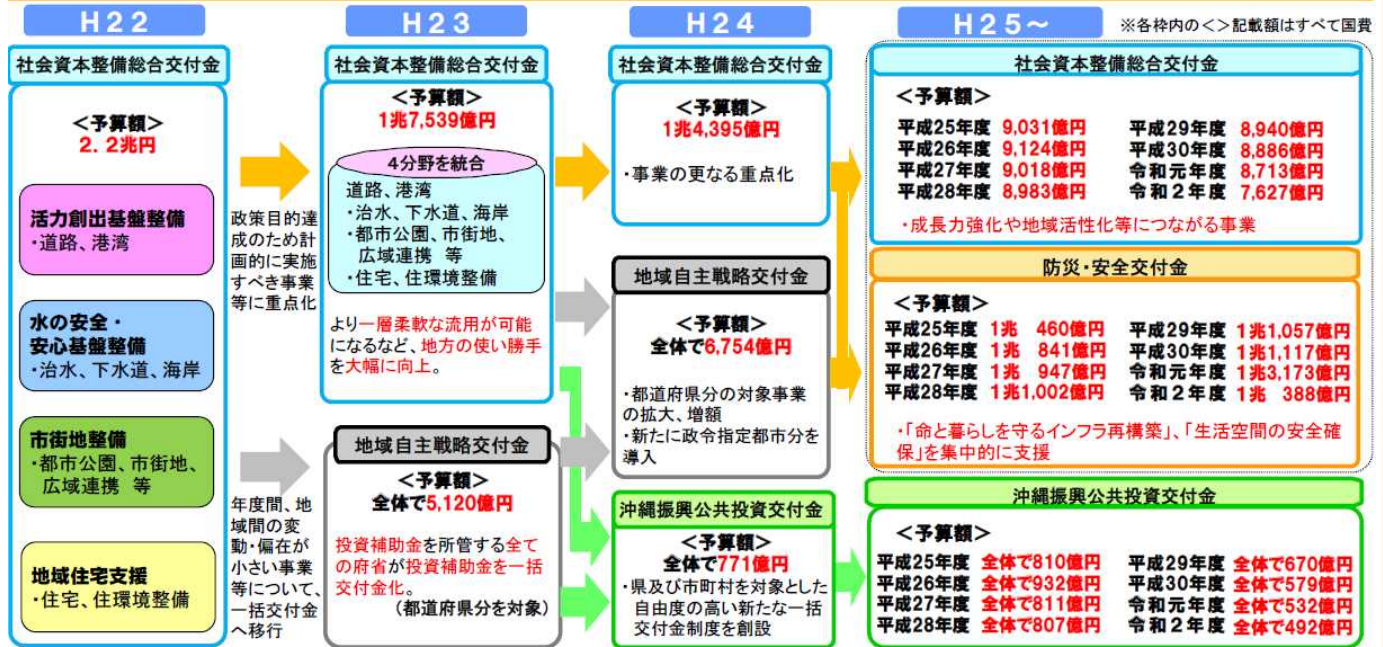 H22
H23
H24
H25～
※各枠内の<>記載額はすべて国費
社会資本整備総合交付金
<予算額>
2.2兆円
活力創出基盤整備
・道路、港湾
水の安全・
安心基盤整備
・治水、下水道、海岸
市街地整備
・都市公園、市街地、
広域連携 等
地域住宅支援
・住宅、住環境整備
政策目的達
成のため計
画的に実施
すべき事業
等に重点化
年度間、地
域間の変
動・偏在が
小さい事業
等について、
一括交付金
へ移行
社会資本整備総合交付金
<予算額>
1兆7,539億円
4分野を統合
道路、港湾
・治水、下水道、海岸
・都市公園、市街地、
広域連携 等
・住宅、住環境整備
より一層柔軟な流用が可能
になるなど、地方の使い勝手
を大幅に向上。
地域自主戦略交付金
<予算額>
全体で5,120億円
投資補助金を所管する全て
の府省が投資補助金を一括
交付金化。
(都道府県分を対象)
社会資本整備総合交付金
<予算額>
1兆4,395億円
・事業の更なる重点化
地域自主戦略交付金
<予算額>
全体で6,754億円
・都道府県分の対象事業
の拡大、増額
・新たに政令指定都市分を
導入
沖縄振興公共投資交付金
<予算額>
全体で771億円
・県及び市町村を対象とした
自由度の高い新たな一括
交付金制度を創設
社会資本整備総合交付金
<予算額>
平成25年度 9,031億円 平成29年度 8,940億円
平成26年度 9,124億円 平成30年度 8,886億円
平成27年度 9,018億円 令和元年度 8,713億円
平成28年度 8,983億円 令和2年度 7,627億円
・成長力強化や地域活性化等につながる事業
防災・安全交付金
<予算額>
平成25年度 1兆 460億円 平成29年度 1兆1,057億円
平成26年度 1兆 841億円 平成30年度 1兆1,117億円
平成27年度 1兆 947億円 令和元年度 1兆3,173億円
平成28年度 1兆1,002億円 令和2年度 1兆 388億円
・「命と暮らしを守るインフラ再構築」、「生活空間の安全確
保」を集中的に支援
沖縄振興公共投資交付金
<予算額>
平成25年度 全体で810億円 平成29年度 全体で670億円
平成26年度 全体で932億円 平成30年度 全体で579億円
平成27年度 全体で811億円 令和元年度 全体で532億円
平成28年度 全体で807億円 令和2年度 全体で492億円